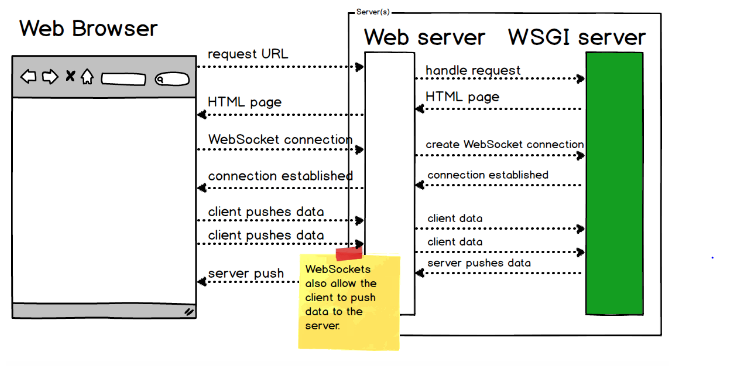 Server(s)
Web Browser
Web server
WSGI server
request URL
handle request
HTML page
HTML page
WebSocket connection
create WebSocket connection
connection established
connection established
client pushes data
client data
client pushes data
client data
server push
server pushes data
WebSockets
also allow the
client to push
data to the
server.